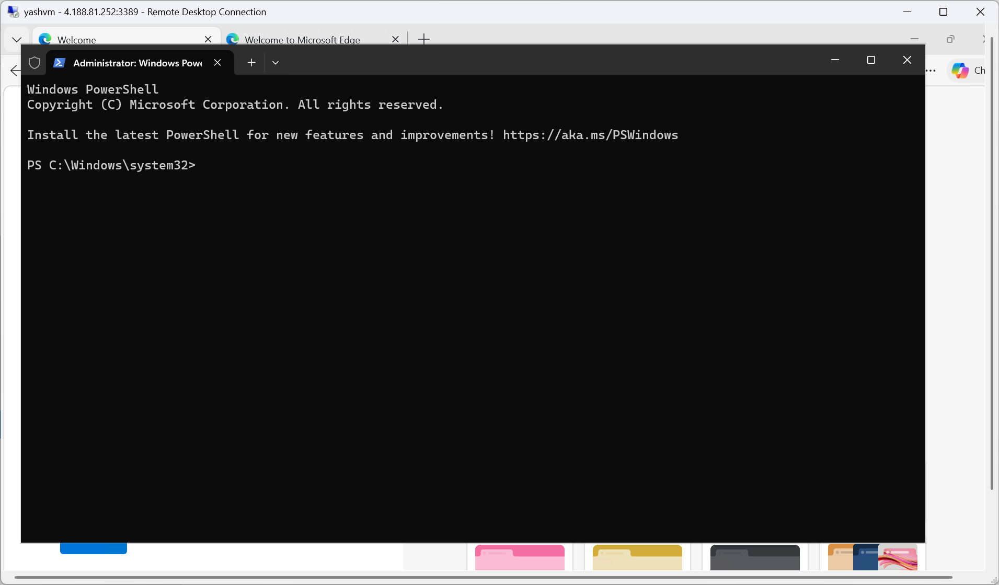 yashvm - 4.188.81.252:3389 - Remote Desktop Connection
Welcome
Welcome to Microsoft Edge
Administrator: Windows Powe
Ch
Windows PowerShell
Copyright (C) Microsoft Corporation. All rights reserved.
Install the latest PowerShell for new features and improvements! https://aka.ms/PSWindows
PS C:\Windows\system32>